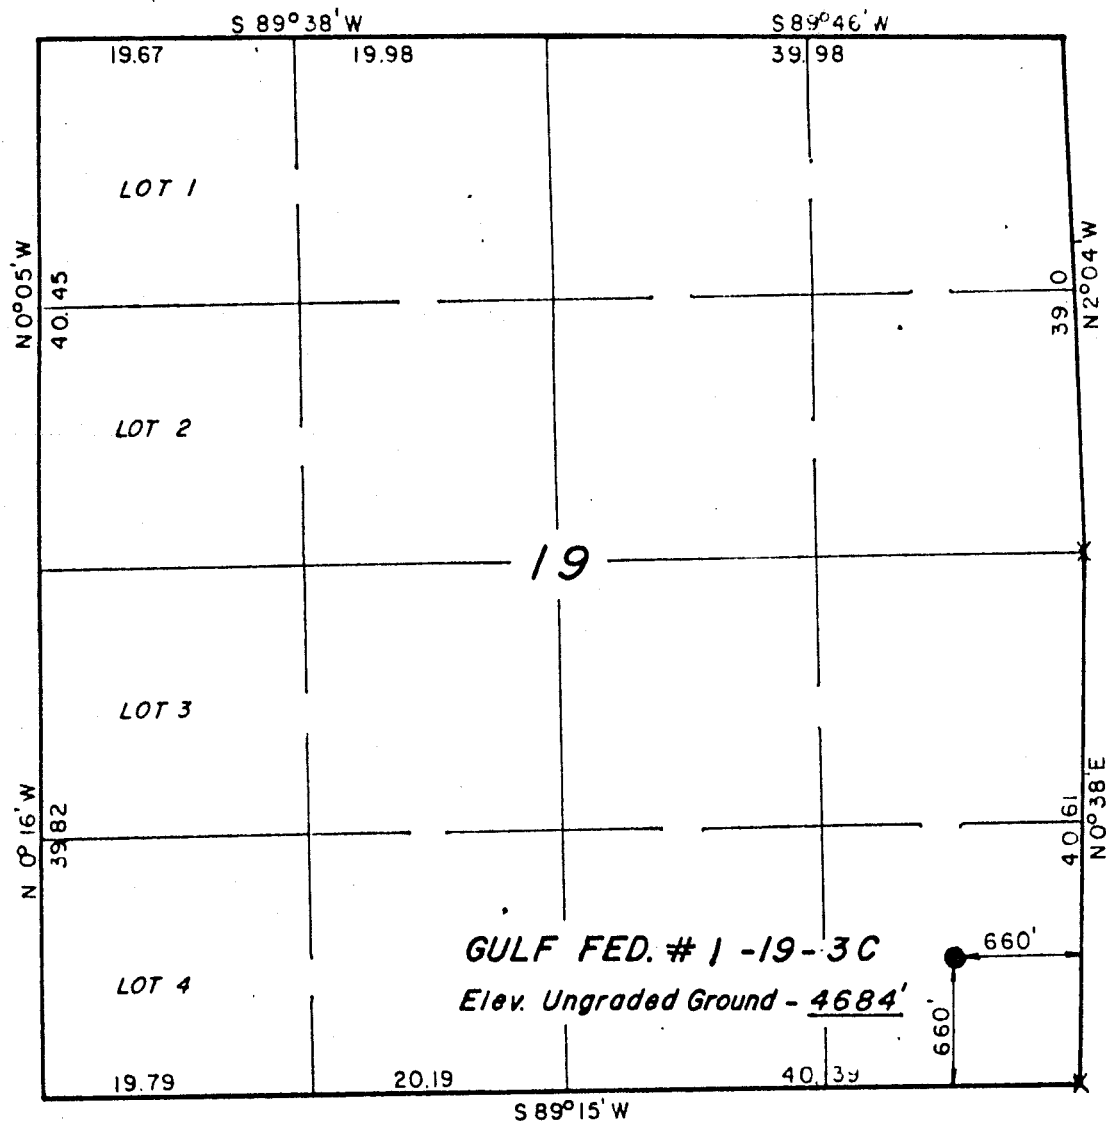 S 89°38'W
S 89°46'W
19.67
19.98
39.98
LOT 1
N 0°05'W
40.45
N 2°04'W
LOT 2
19
LOT 3
N 0°16'W
39.82
40.61
N 0°38'E
GULF FED. # 1-19-3C
660'
LOT 4
Elev. Ungraded Ground - 4684'
660'
19.79
20.19
40.39
S 89°15'W